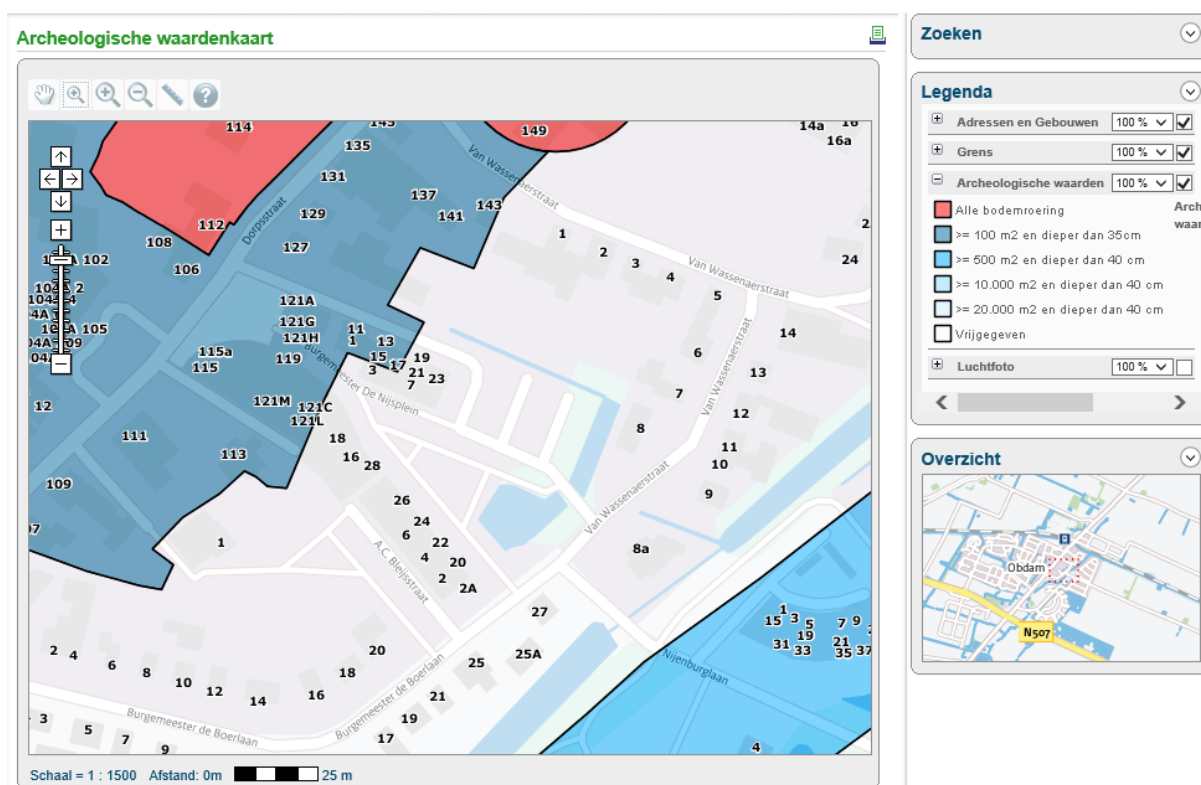 Archeologische waardenkaart
Zoeken
Legenda
Adressen en Gebouwen 100 %
Grens 100 %
Archeologische waarden 100 %
Alle bodemroering
>= 100 m2 en dieper dan 35cm
>= 500 m2 en dieper dan 40 cm
>= 10.000 m2 en dieper dan 40 cm
>= 20.000 m2 en dieper dan 40 cm
Vrijgegeven
Luchtfoto 100 %
Overzicht
Obdam
N507
114
149
14a
16
16a
135
131
137
143
141
129
112
127
108
106
102
Dorpsstraat
Van Wassenaerstraat
1
2
3
4
5
24
Van Wassenaerstraat
121A
121G
121H
11
1
13
15
3
17
19
21
7
23
105
115a
115
119
Burgemeester De Nijsplein
14
6
13
7
12
8
11
10
9
Van Wassenaerstraat
Van Wassenaerstraat
12
121M
121C
121L
111
113
109
18
16
28
26
24
6
22
4
20
2
2A
1
A.C. Bleijsstraat
8a
27
25A
25
1
15
3
5
7
9
19
21
31
33
35
37
Nijenburglaan
4
2
4
6
8
10
12
14
16
18
20
21
19
17
3
5
7
9
Burgemeester de Boerlaan
Burgemeester de Boerlaan
Schaal = 1 : 1500 Afstand: 0m 25 m